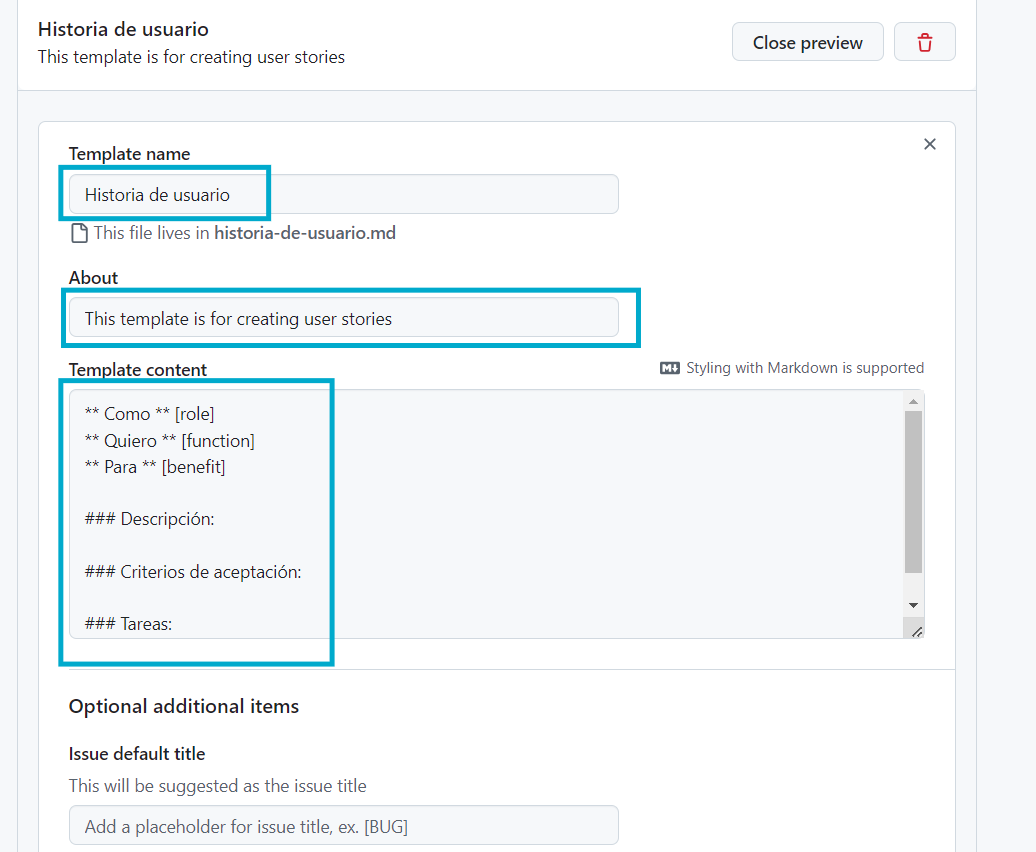 Historia de usuario
This template is for creating user stories
Close preview
Template name
Historia de usuario
This file lives in historia-de-usuario.md
About
This template is for creating user stories
Template content
Styling with Markdown is supported
** Como ** [role]
** Quiero ** [function]
** Para ** [benefit]
### Descripción:
### Criterios de aceptación:
### Tareas:
Optional additional items
Issue default title
This will be suggested as the issue title
Add a placeholder for issue title, ex. [BUG]